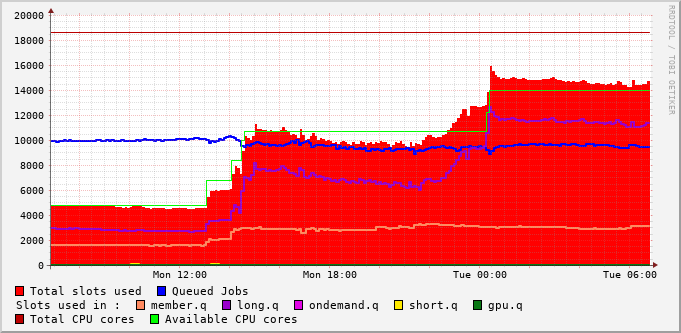 20000
18000
16000
14000
12000
10000
8000
6000
4000
2000
0
Mon 12:00 Mon 18:00 Tue 00:00 Tue 06:00
RRDTOOL / TOBI OETIKER
Total slots used Queued Jobs
Slots used in : member.q long.q ondemand.q short.q gpu.q
Total CPU cores Available CPU cores